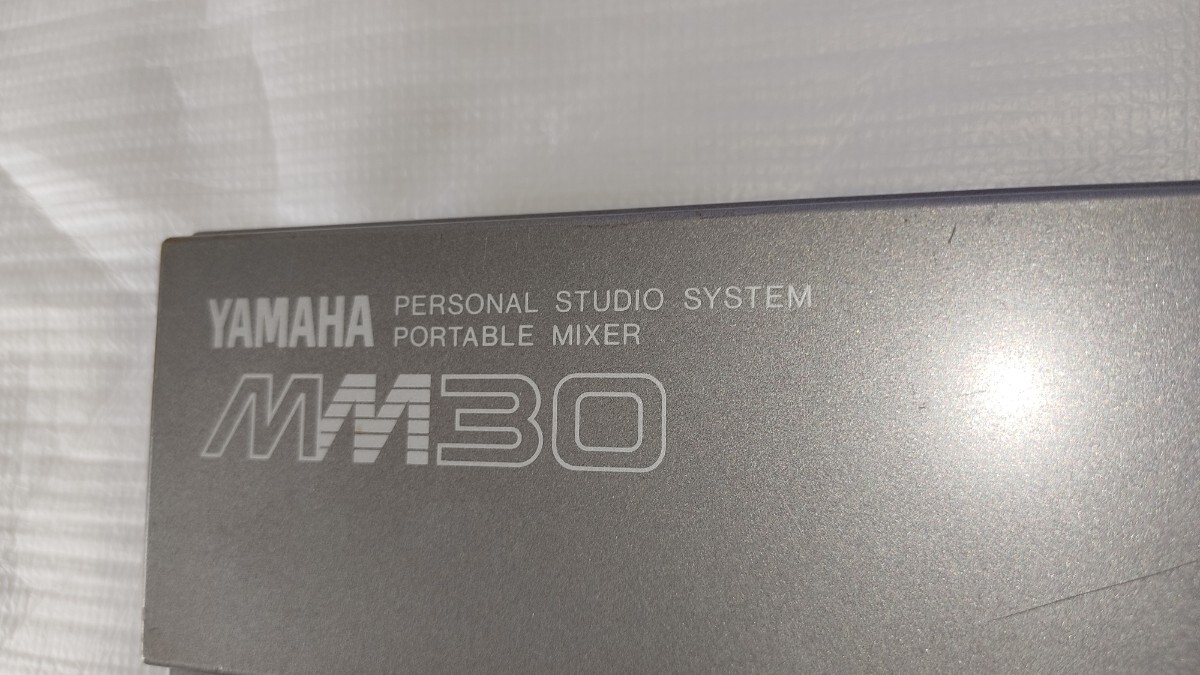 YAMAHA PERSONAL STUDIO SYSTEM
PORTABLE MIXER
MM30